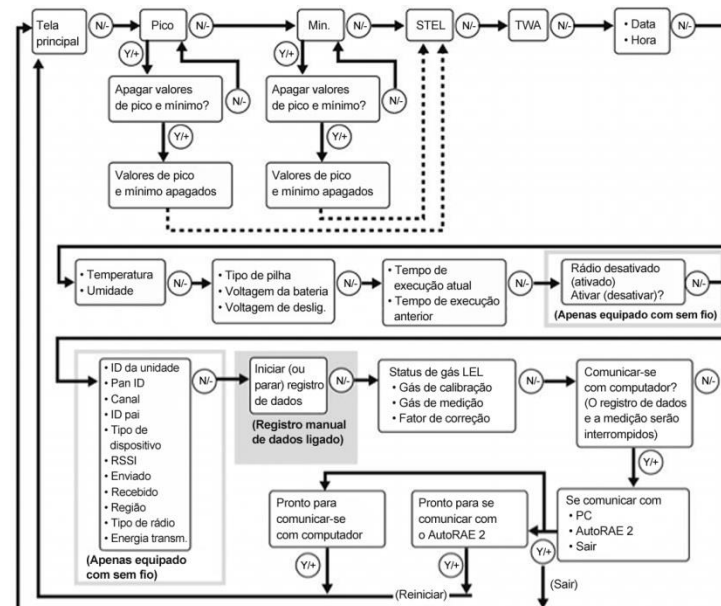 Tela
principal
N/-
Pico
N/-
Min.
N/-
STEL
N/-
TWA
N/-
• Data
• Hora
N/-
Y/+
Y/+
Apagar valores
de pico e mínimo?
N/-
Apagar valores
de pico e mínimo?
N/-
Y/+
Y/+
Valores de pico
e mínimo apagados
Valores de pico
e mínimo apagados
• Temperatura
• Umidade
N/-
• Tipo de pilha
• Voltagem da bateria
• Voltagem de deslig.
N/-
• Tempo de
execução atual
• Tempo de execução
anterior
N/-
Rádio desativado
(ativado)
Ativar (desativar)?
N/-
(Apenas equipado com sem fio)
• ID da unidade
• Pan ID
• Canal
• ID pai
• Tipo de
dispositivo
• RSSI
• Enviado
• Recebido
• Região
• Tipo de rádio
• Energia transm.
(Apenas equipado
com sem fio)
N/-
Iniciar (ou
parar) registro
de dados
N/-
(Registro manual
de dados ligado)
Status de gás LEL
• Gás de calibração
• Gás de medição
• Fator de correção
N/-
Comunicar-se
com computador?
(O registro de dados
e a medição serão
interrompidos)
N/-
Y/+
Pronto para
comunicar-se
com computador
Pronto para se
comunicar com
o AutoRAE 2
Se comunicar com
• PC
• AutoRAE 2
• Sair
Y/+
Y/+
Y/+
(Reiniciar)
(Sair)